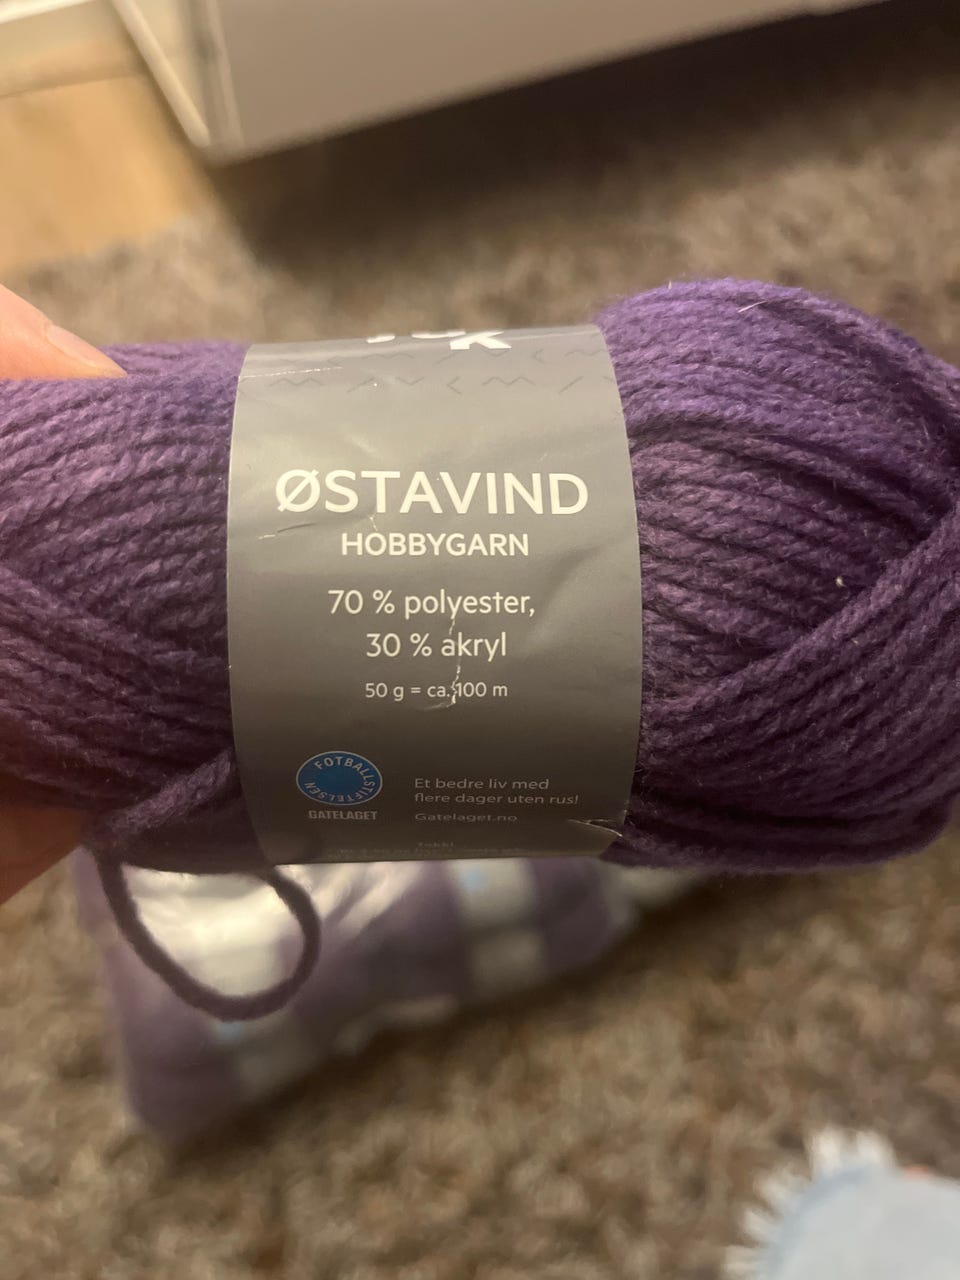 ØSTAVIND
HOBBYGARN
70 % polyester,
30 % akryl
50 g = ca. 100 m
FOTBALLSTIFTELSEN
GATELAGET
Et bedre liv med
flere dager uten rus!
Gatelaget.no